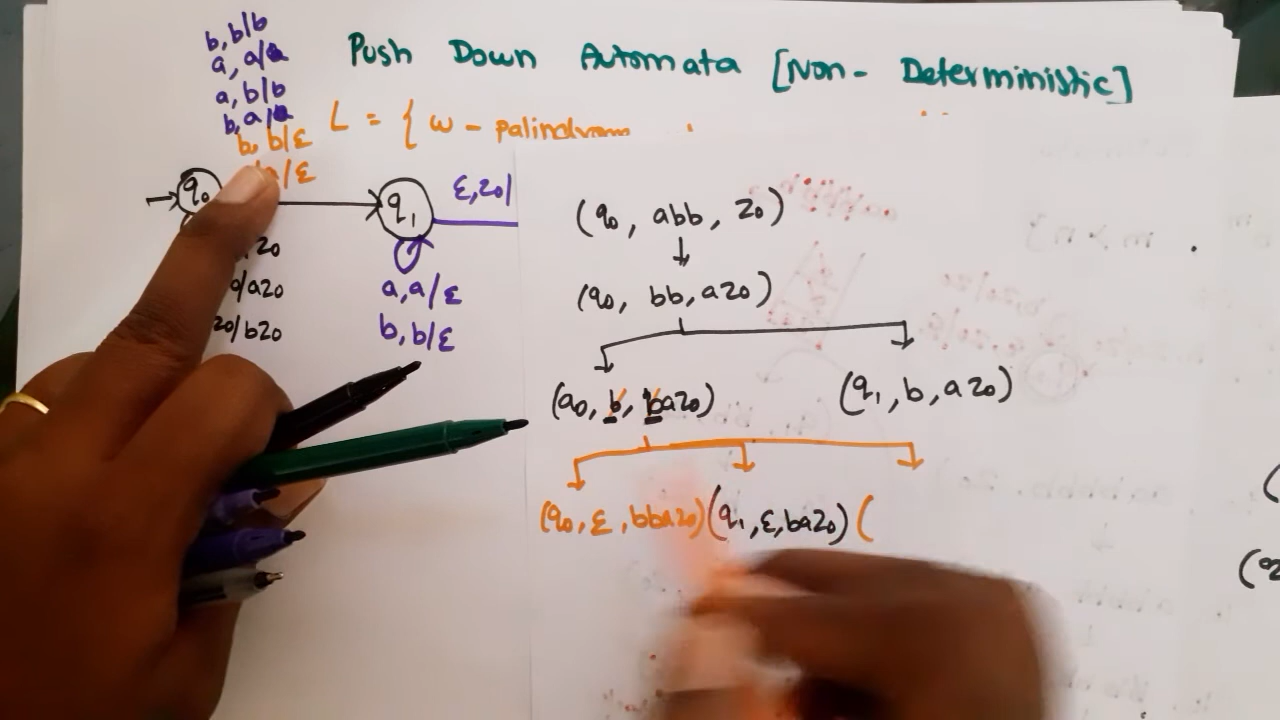 Push Down Automata [Non-Deterministic]
b, b/b
a, a/a
a, b/b
b, a/a
b, b/ε
/ε
L = { w - palindrom
q0
q1
ε, z0/
z0
/az0
z0/bz0
a, a/ε
b, b/ε
(q0, abb, z0)
(q0, bb, az0)
(q0, b, baz0) (q1, b, az0)
(q0, ε, bbaz0) (q1, ε, baz0) (